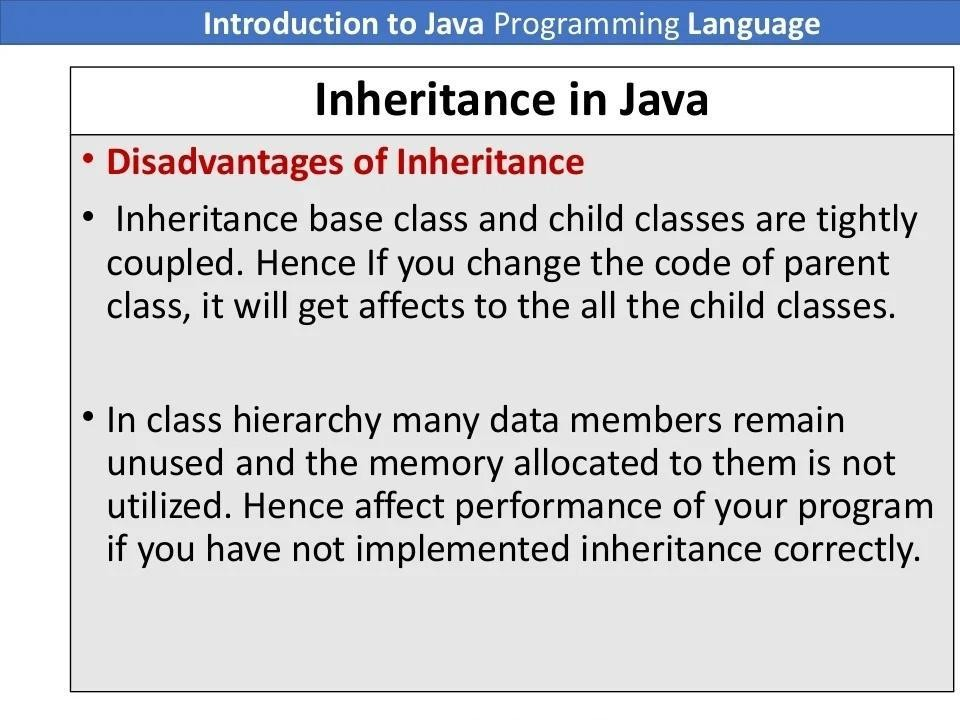 Introduction to Java Programming Language
Inheritance in Java
• Disadvantages of Inheritance
• Inheritance base class and child classes are tightly
coupled. Hence If you change the code of parent
class, it will get affects to the all the child classes.
• In class hierarchy many data members remain
unused and the memory allocated to them is not
utilized. Hence affect performance of your program
if you have not implemented inheritance correctly.